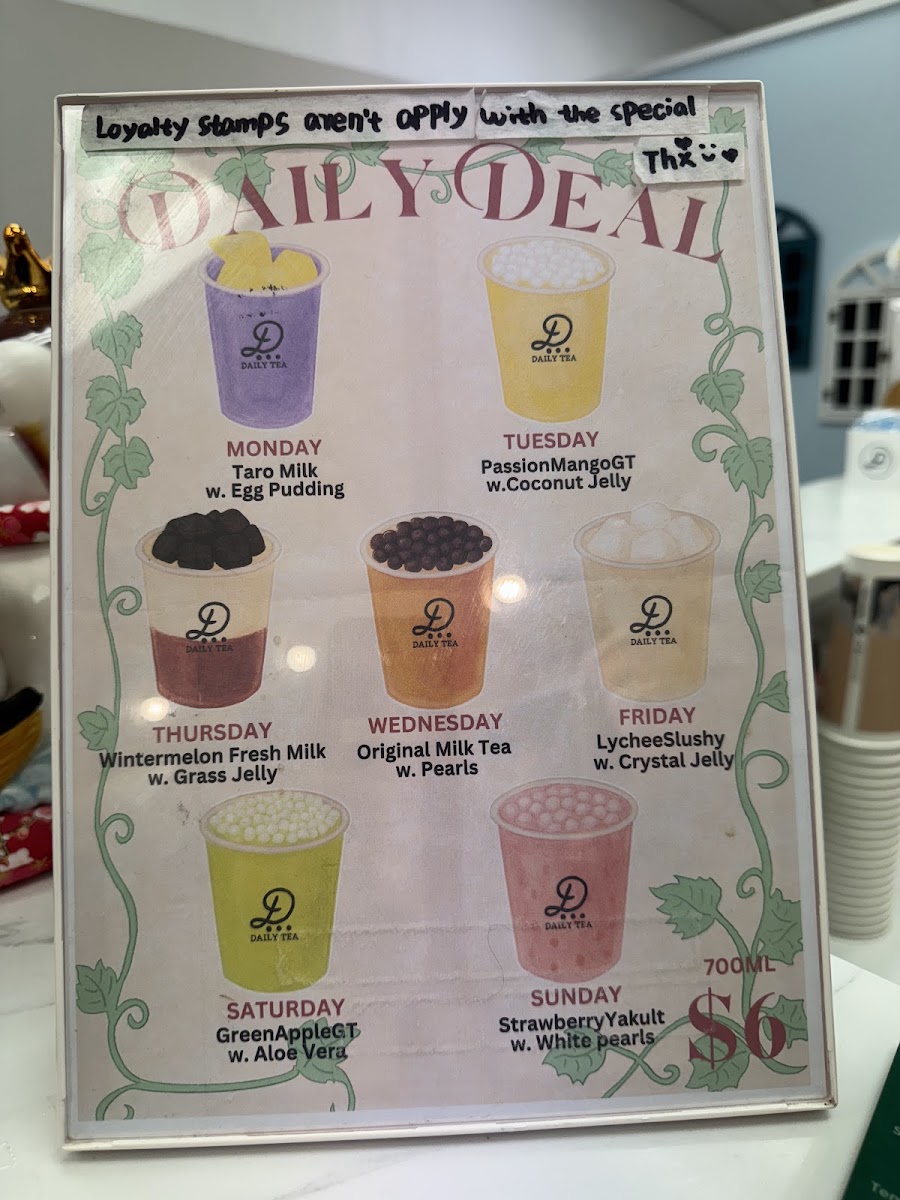 Loyalty stamps aren't apply with the special
Thx
DAILY DEAL
DAILY TEA
DAILY TEA
MONDAY
Taro Milk
w. Egg Pudding
TUESDAY
PassionMangoGT
w.Coconut Jelly
DAILY TEA
DAILY TEA
DAILY TEA
THURSDAY
Wintermelon Fresh Milk
w. Grass Jelly
WEDNESDAY
Original Milk Tea
w. Pearls
FRIDAY
LycheeSlushy
w. Crystal Jelly
DAILY TEA
DAILY TEA
SATURDAY
GreenAppleGT
w. Aloe Vera
SUNDAY
StrawberryYakult
w. White pearls
700ML
$6